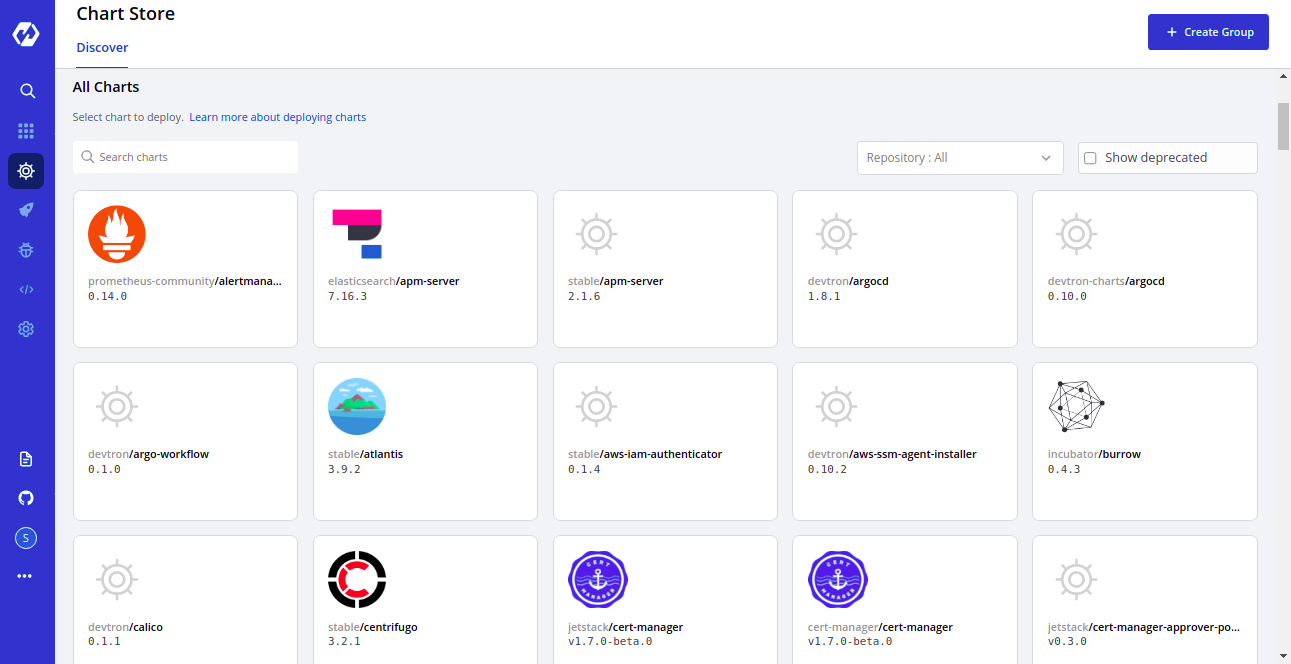 Chart Store
+ Create Group
Discover
All Charts
Select chart to deploy. Learn more about deploying charts
Search charts
Repository : All
Show deprecated
prometheus-community/alertmana...
0.14.0
elasticsearch/apm-server
7.16.3
stable/apm-server
2.1.6
devtron/argocd
1.8.1
devtron-charts/argocd
0.10.0
devtron/argo-workflow
0.1.0
stable/atlantis
3.9.2
stable/aws-iam-authenticator
0.1.4
devtron/aws-ssm-agent-installer
0.10.2
incubator/burrow
0.4.3
devtron/calico
0.1.1
stable/centrifugo
3.2.1
CERT
MANAGER
jetstack/cert-manager
v1.7.0-beta.0
CERT
MANAGER
cert-manager/cert-manager
v1.7.0-beta.0
jetstack/cert-manager-approver-po...
v0.3.0
S